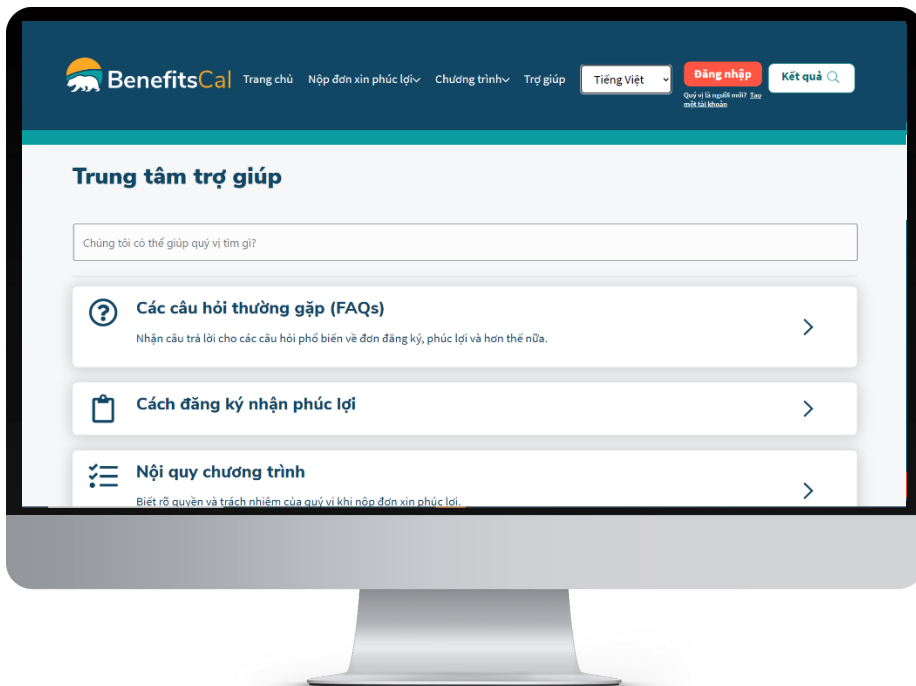 BenefitsCal
Trang chủ
Nộp đơn xin phúc lợi
Chương trình
Trợ giúp
Tiếng Việt
Đăng nhập
Quý vị là người mới? Tạo
một tài khoản
Kết quả
Trung tâm trợ giúp
Chúng tôi có thể giúp quý vị tìm gì?
Các câu hỏi thường gặp (FAQs)
Nhận câu trả lời cho các câu hỏi phổ biến về đơn đăng ký, phúc lợi và hơn thế nữa.
Cách đăng ký nhận phúc lợi
Nội quy chương trình
Biết rõ quyền và trách nhiệm của quý vị khi nộp đơn xin phúc lợi.